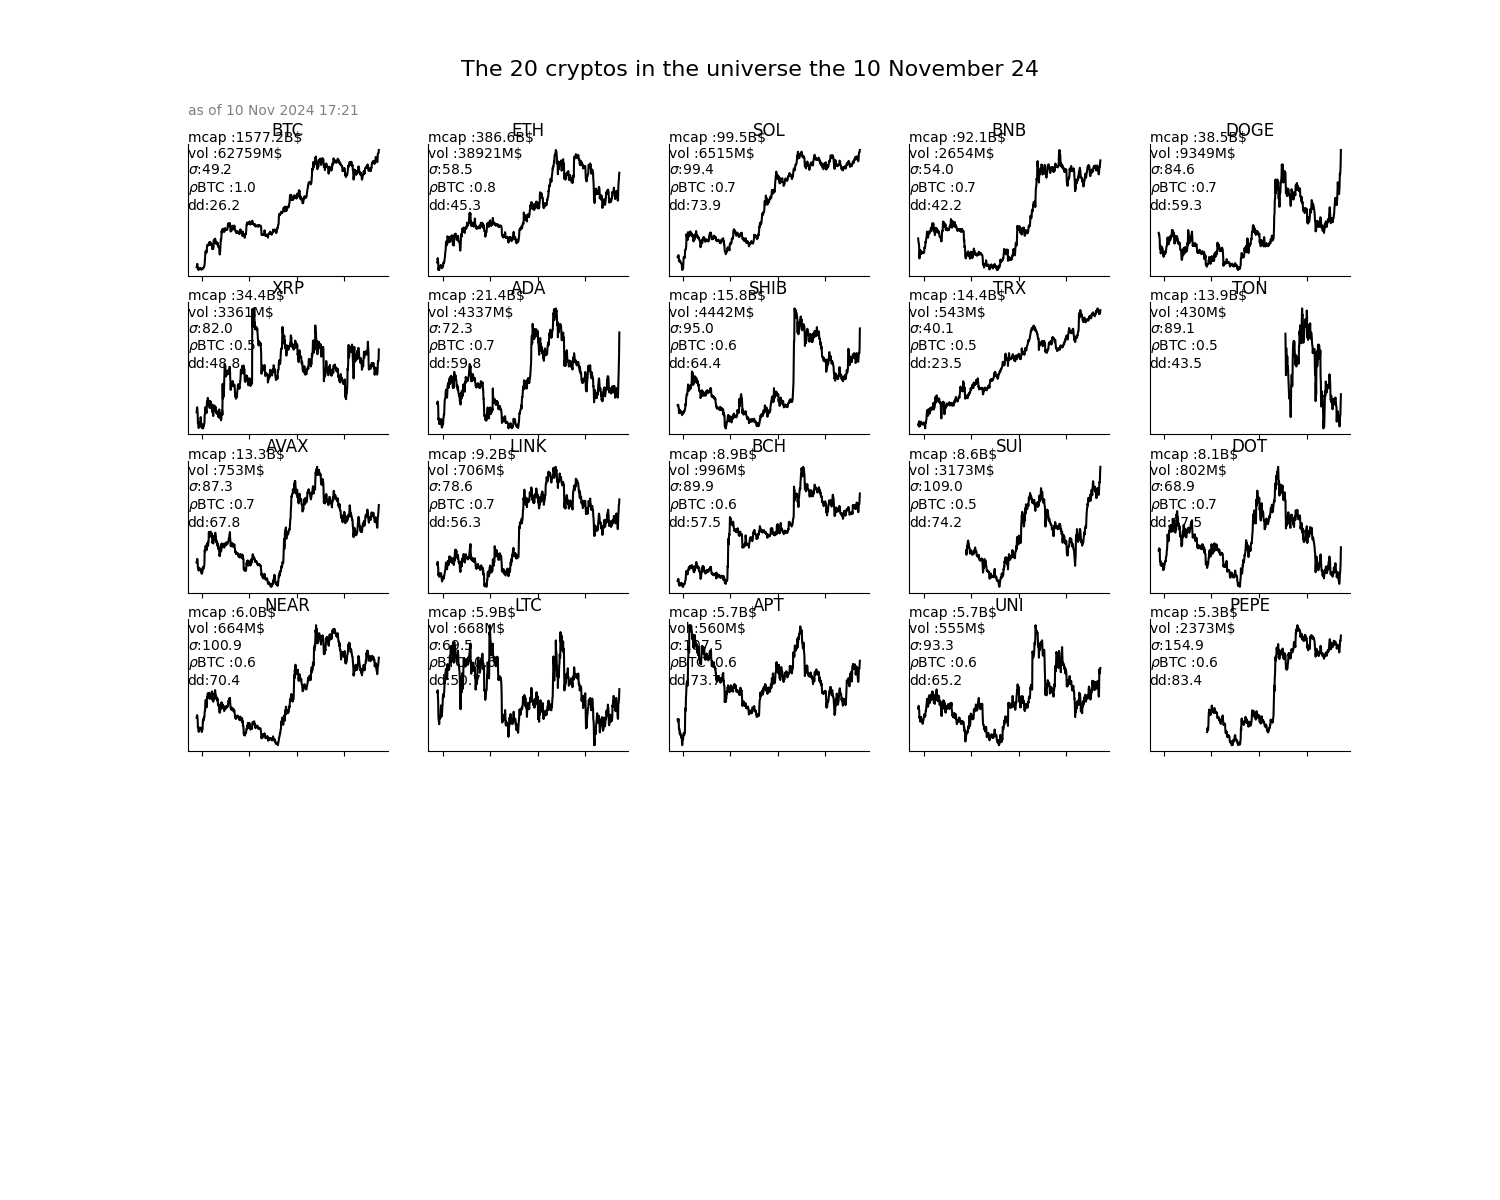 The 20 cryptos in the universe the 10 November 24
as of 10 Nov 2024 17:21
BTC
mcap :1577.2B$
vol :62759M$
σ:49.2
ρBTC :1.0
dd:26.2
ETH
mcap :386.6B$
vol :38921M$
σ:58.5
ρBTC :0.8
dd:45.3
SOL
mcap :99.5B$
vol :6515M$
σ:99.4
ρBTC :0.7
dd:73.9
BNB
mcap :92.1B$
vol :2654M$
σ:54.0
ρBTC :0.7
dd:42.2
DOGE
mcap :38.5B$
vol :9349M$
σ:84.6
ρBTC :0.7
dd:59.3
XRP
mcap :34.4B$
vol :3361M$
σ:82.0
ρBTC :0.5
dd:48.8
ADA
mcap :21.4B$
vol :4337M$
σ:72.3
ρBTC :0.7
dd:59.8
SHIB
mcap :15.8B$
vol :4442M$
σ:95.0
ρBTC :0.6
dd:64.4
TRX
mcap :14.4B$
vol :543M$
σ:40.1
ρBTC :0.5
dd:23.5
TON
mcap :13.9B$
vol :430M$
σ:89.1
ρBTC :0.5
dd:43.5
AVAX
mcap :13.3B$
vol :753M$
σ:87.3
ρBTC :0.7
dd:67.8
LINK
mcap :9.2B$
vol :706M$
σ:78.6
ρBTC :0.7
dd:56.3
BCH
mcap :8.9B$
vol :996M$
σ:89.9
ρBTC :0.6
dd:57.5
SUI
mcap :8.6B$
vol :3173M$
σ:109.0
ρBTC :0.5
dd:74.2
DOT
mcap :8.1B$
vol :802M$
σ:68.9
ρBTC :0.7
NEAR
mcap :6.0B$
vol :664M$
σ:100.9
ρBTC :0.6
dd:70.4
LTC
mcap :5.9B$
vol :668M$
APT
mcap :5.7B$
vol :560M$
σ:107.5
ρBTC :0.6
UNI
mcap :5.7B$
vol :555M$
σ:93.3
ρBTC :0.6
dd:65.2
PEPE
mcap :5.3B$
vol :2373M$
σ:154.9
ρBTC :0.6
dd:83.4